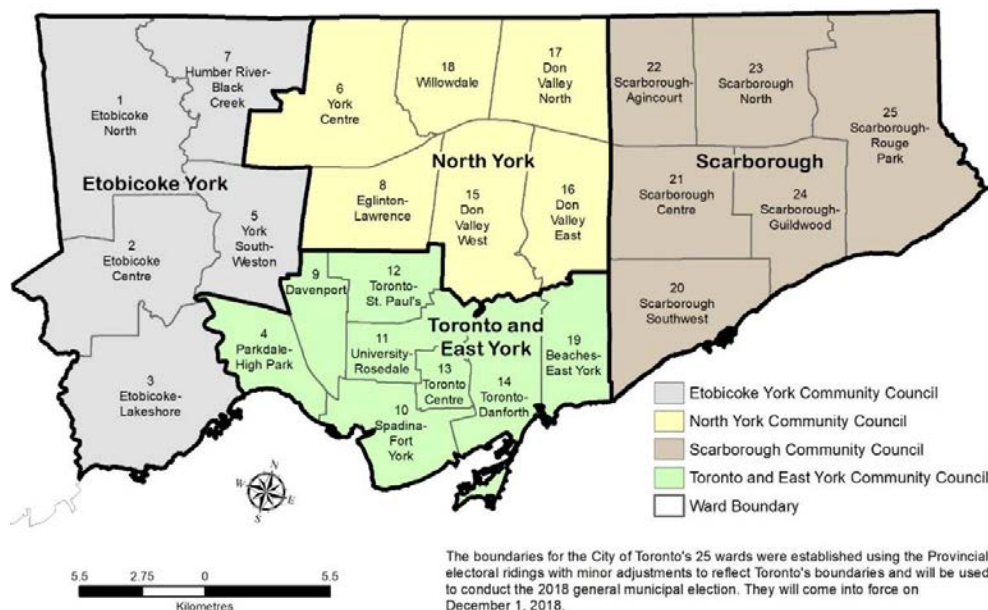 7
Humber River-
Black
Creek
1
Etobicoke
North
Etobicoke York
2
Etobicoke
Centre
5
York
South-
Weston
3
Etobicoke-
Lakeshore
6
York
Centre
18
Willowdale
17
Don
Valley
North
North York
8
Eglinton-
Lawrence
15
Don
Valley
West
16
Don Valley
East
22
Scarborough-
Agincourt
23
Scarborough
North
25
Scarborough-
Rouge
Park
Scarborough
21
Scarborough
Centre
24
Scarborough-
Guildwood
20
Scarborough
Southwest
9
Davenport
12
Toronto-
St. Paul's
Toronto and
East York
4
Parkdale-
High Park
11
University-
Rosedale
13
Toronto
Centre
19
Beaches-
East York
10
Spadina-
Fort
York
14
Toronto-
Danforth
Etobicoke York Community Council
North York Community Council
Scarborough Community Council
Toronto and East York Community Council
Ward Boundary
N
E
S
W
5.5 2.75 0 5.5
Kilometres
The boundaries for the City of Toronto's 25 wards were established using the Provincial
electoral ridings with minor adjustments to reflect Toronto's boundaries and will be used
to conduct the 2018 general municipal election. They will come into force on
December 1, 2018.